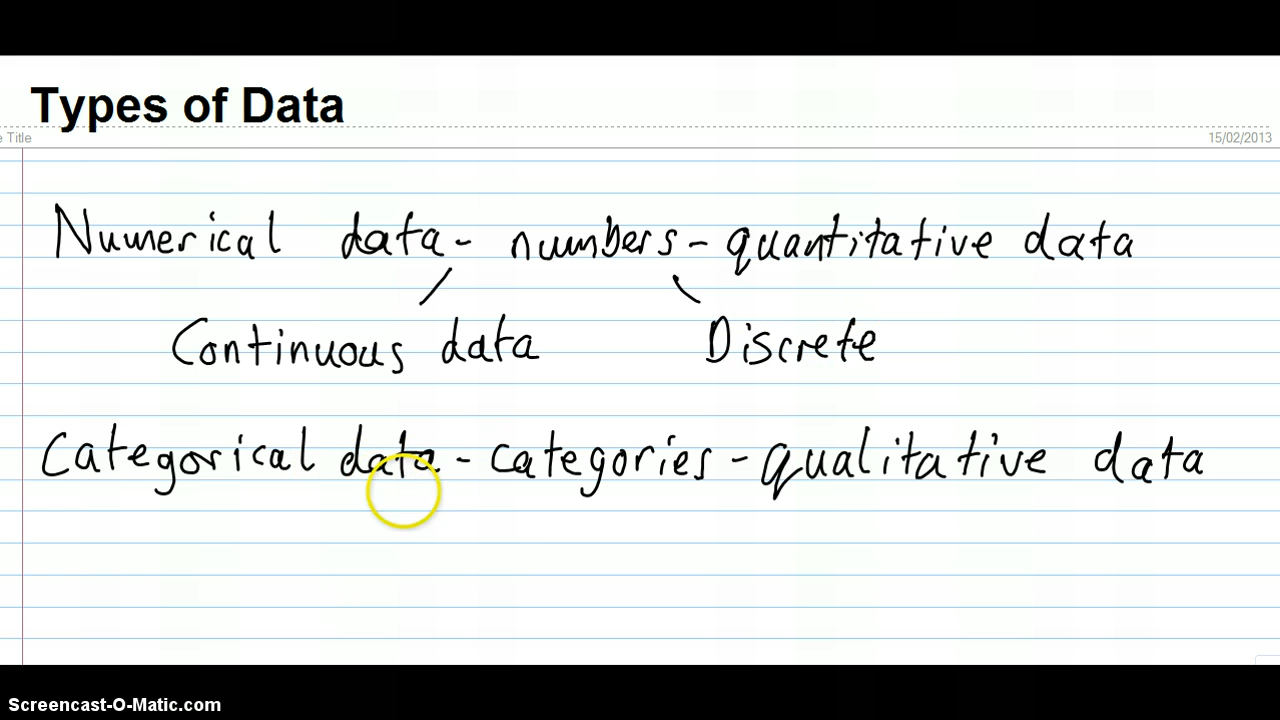 Types of Data
e Title
15/02/2013
Numerical data - numbers - quantitative data
Continuous data Discrete
Categorical data - categories - qualitative data
Screencast-O-Matic.com